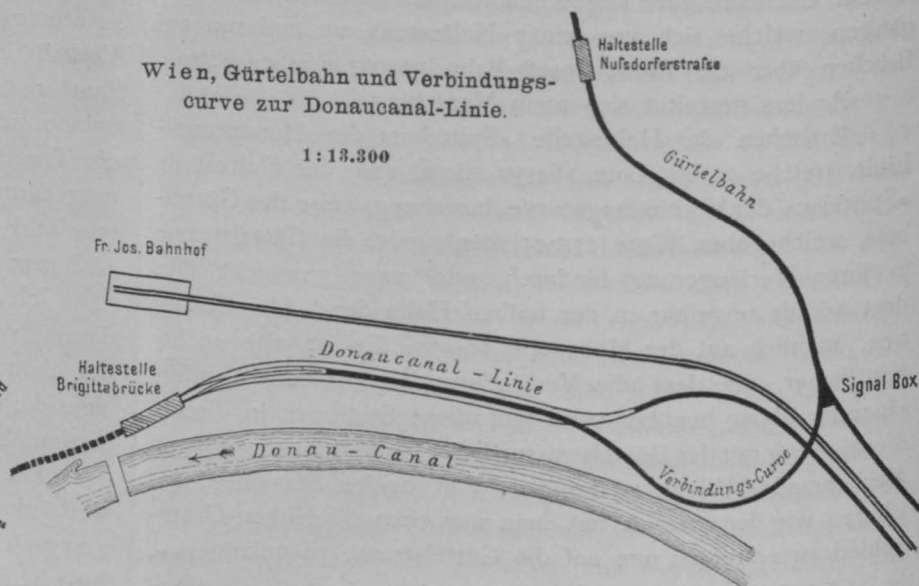 Haltestelle
Nufsdorferstrafse
Wien, Gürtelbahn und Verbindungs-
curve zur Donaucanal-Linie.
1:13.300
Gürtelbahn
Fr. Jos. Bahnhof
Donaucanal-Linie
Haltestelle
Brigittabrücke
Signal Box
Donau-Canal
Verbindungs-Curve